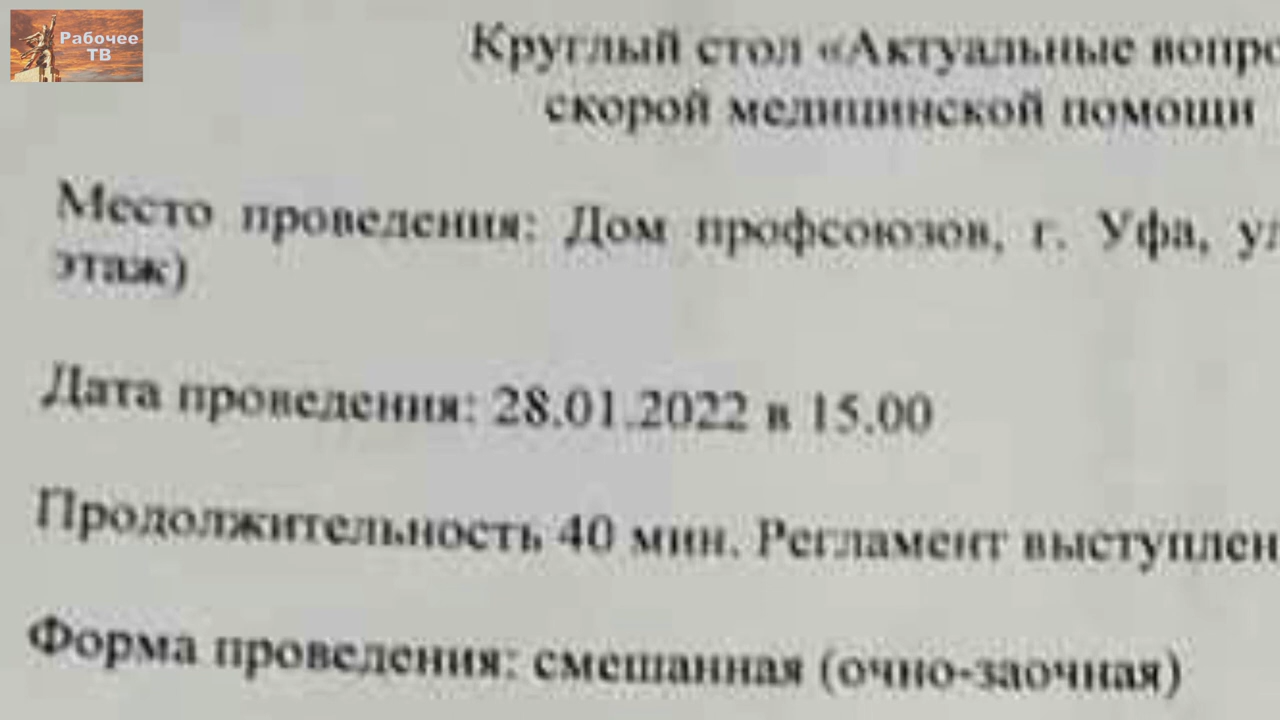 Рабочее
ТВ
Круглый стол «Актуальные
скорой медицинской помощи
Место проведения: Дом профсоюзов, г. Уфа,
этаж)
Дата проведения: 28.01.2022 в 15.00
Продолжительность 40 мин. Регламент
Форма проведения: смешанная (очно-заочная)